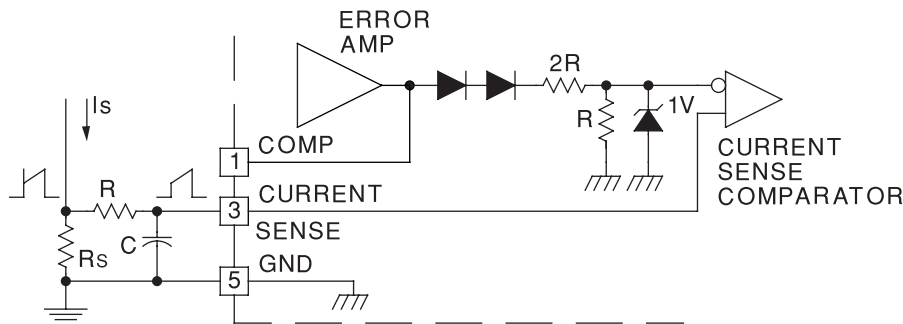 ERROR
AMP
2R
R
1V
Is
1
COMP
R
3
CURRENT
SENSE
C
Rs
5
GND
CURRENT
SENSE
COMPARATOR